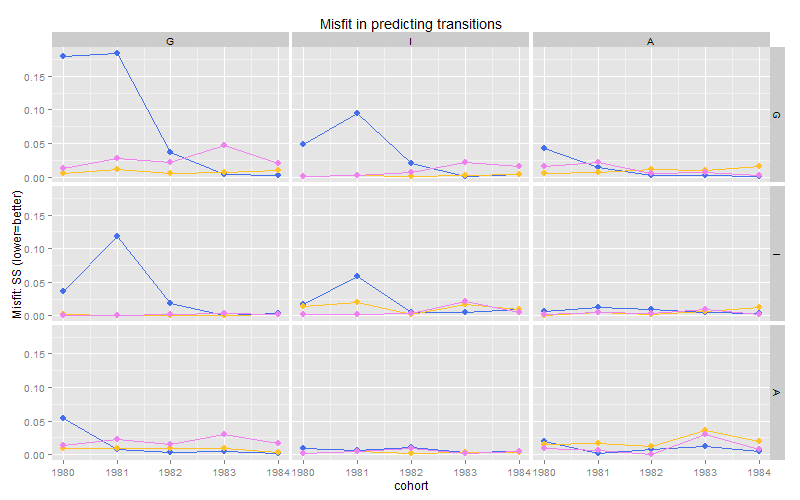 Misfit in predicting transitions
G I A
0.15
0.10
0.05
0.00
G
Misfit: SS (lower=better)
0.15
0.10
0.05
0.00
I
0.15
0.10
0.05
0.00
A
1980 1981 1982 1983 1984 1980 1981 1982 1983 1984 1980 1981 1982 1983 1984
cohort